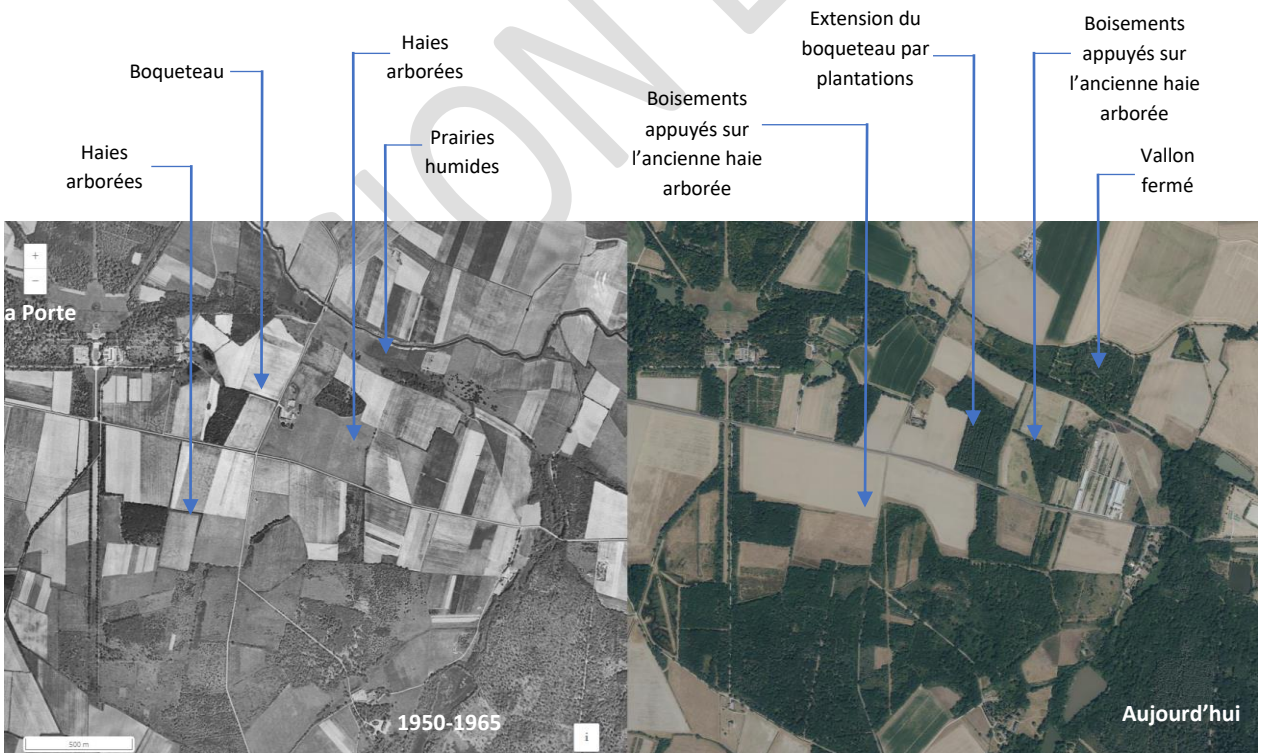 Boqueteau
Haies
arborées
Haies
arborées
Prairies
humides
Boisements
appuyés sur
l'ancienne haie
arborée
Extension du
boqueteau par
plantations
Boisements
appuyés sur
l'ancienne haie
arborée
Vallon
fermé
ION E
+
−
a Porte
1950-1965
500 m
i
Aujourd'hui